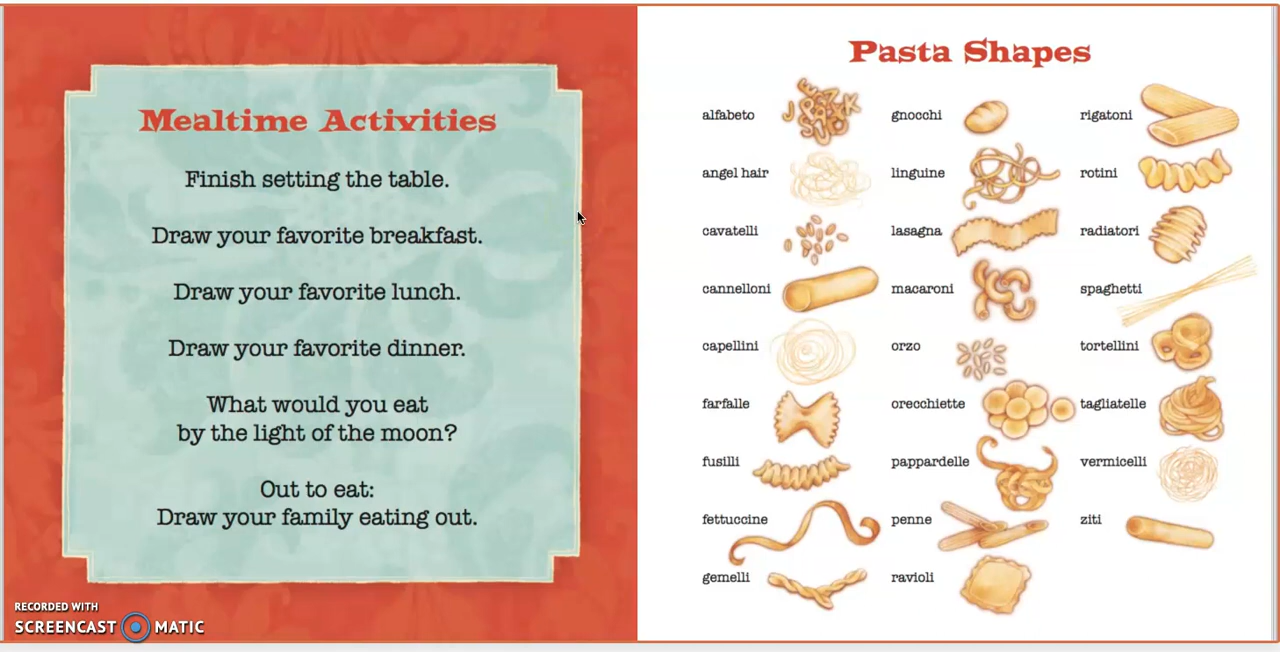 Mealtime Activities
Finish setting the table.
Draw your favorite breakfast.
Draw your favorite lunch.
Draw your favorite dinner.
What would you eat
by the light of the moon?
Out to eat:
Draw your family eating out.
RECORDED WITH
SCREENCAST MATIC
Pasta Shapes
alfabeto
angel hair
cavatelli
cannelloni
capellini
farfalle
fusilli
fettuccine
gemelli
gnocchi
linguine
lasagna
macaroni
orzo
orecchiette
pappardelle
penne
ravioli
rigatoni
rotini
radiatori
spaghetti
tortellini
tagliatelle
vermicelli
ziti